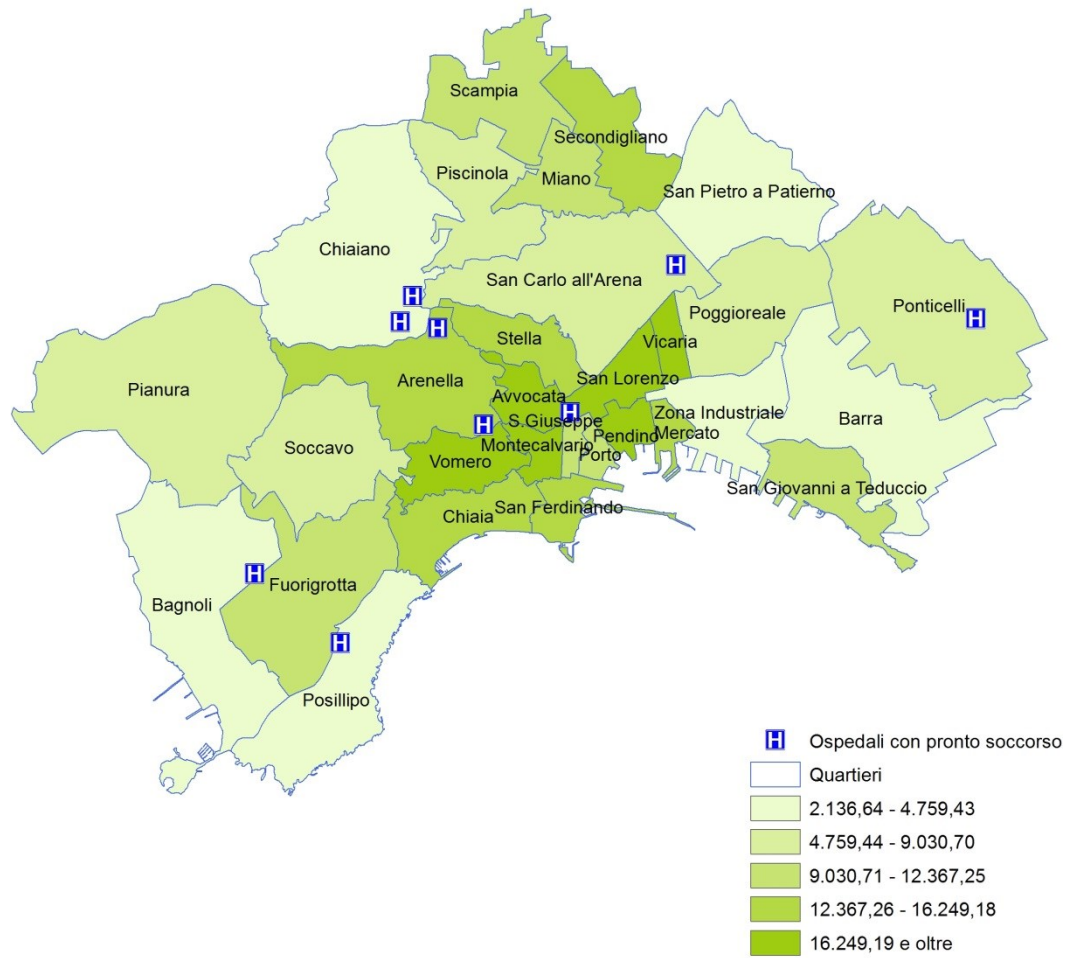 Scampia
Secondigliano
Piscinola
Miano
San Pietro a Patierno
Chiaiano
San Carlo all'Arena
H
H
H
H
Ponticelli
H
Poggioreale
Stella
Vicaria
Pianura
Arenella
San Lorenzo
Avvocata
H
Zona Industriale
Barra
S.Giuseppe
H
Mercato
Pendino
Soccavo
Montecalvario
Porto
Vomero
San Giovanni a Teduccio
Chiaia
San Ferdinando
H
Fuorigrotta
Bagnoli
H
Posillipo
H Ospedali con pronto soccorso
Quartieri
2.136,64 - 4.759,43
4.759,44 - 9.030,70
9.030,71 - 12.367,25
12.367,26 - 16.249,18
16.249,19 e oltre